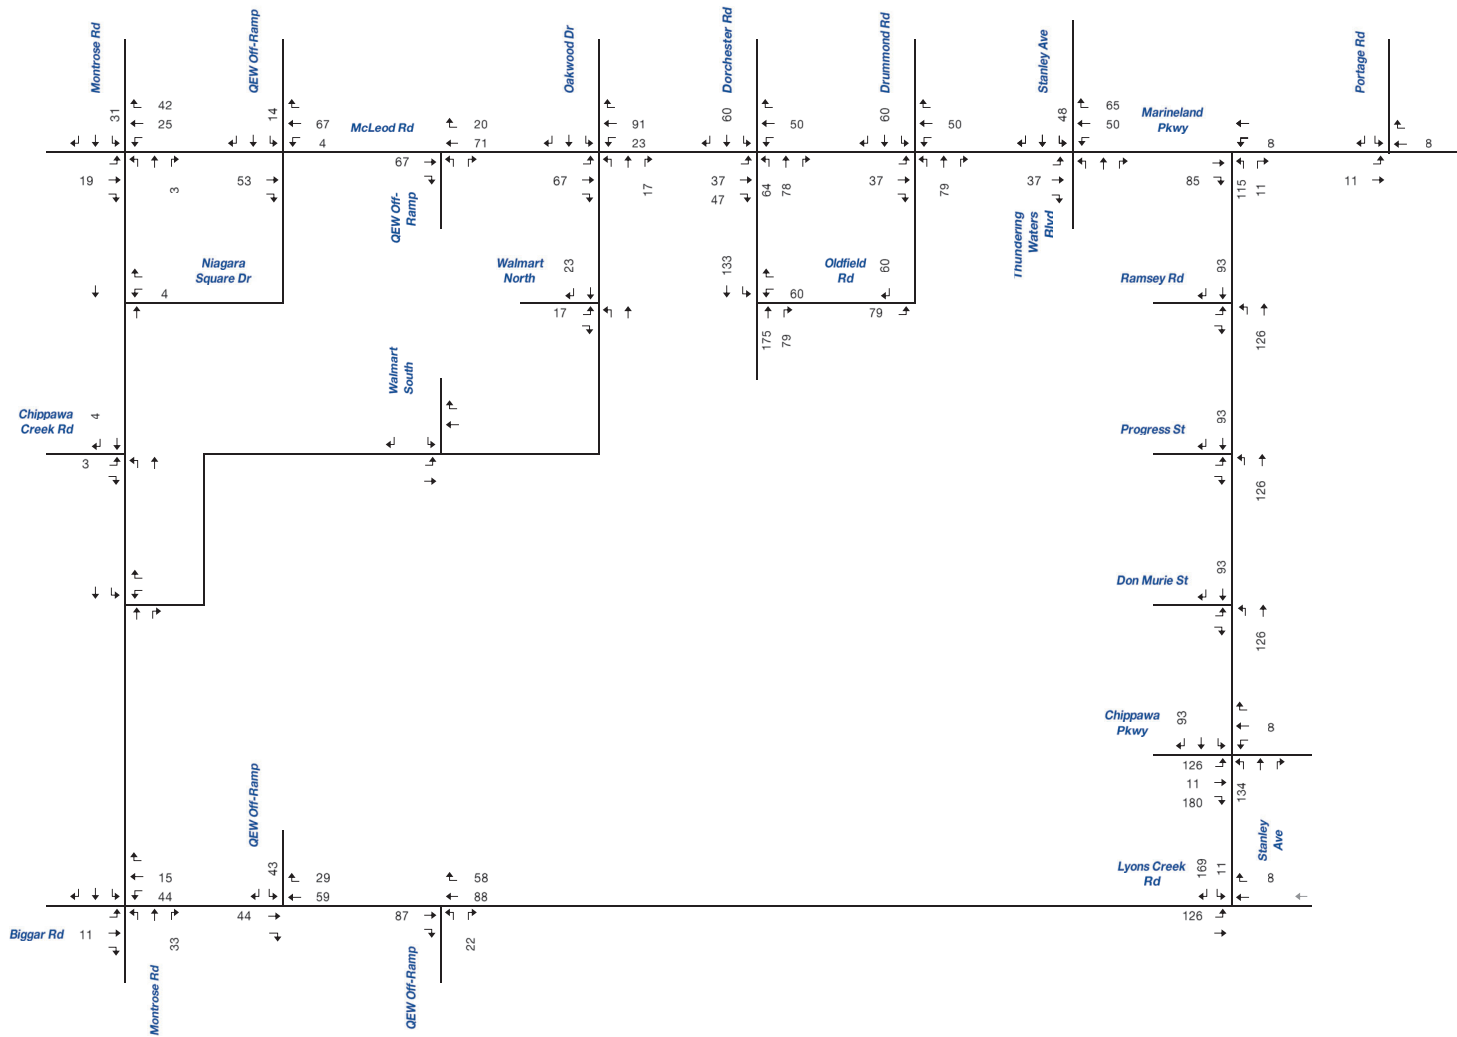 Montrose Rd
QEW Off-Ramp
Oakwood Dr
Dorchester Rd
Drummond Rd
Stanley Ave
Portage Rd
31
42
25
14
67
4
McLeod Rd
20
71
91
23
60
50
60
50
48
65
50
Marineland
Pkwy
8
8
19
3
53
67
QEW Off-
Ramp
67
17
37
47
64
78
37
79
37
Thundering
Waters
Blvd
85
115
11
11
Niagara
Square Dr
4
Walmart
North
23
17
133
60
Oldfield
Rd
60
79
175
79
Ramsey Rd
93
126
Walmart
South
Chippawa
Creek Rd
4
3
Progress St
93
126
Don Murie St
93
126
Chippawa
Pkwy
93
8
126
11
180
134
QEW Off-Ramp
43
15
44
29
59
58
88
Lyons Creek
Rd
169
11
Stanley
Ave
8
Biggar Rd
11
33
44
87
22
126
Montrose Rd
QEW Off-Ramp